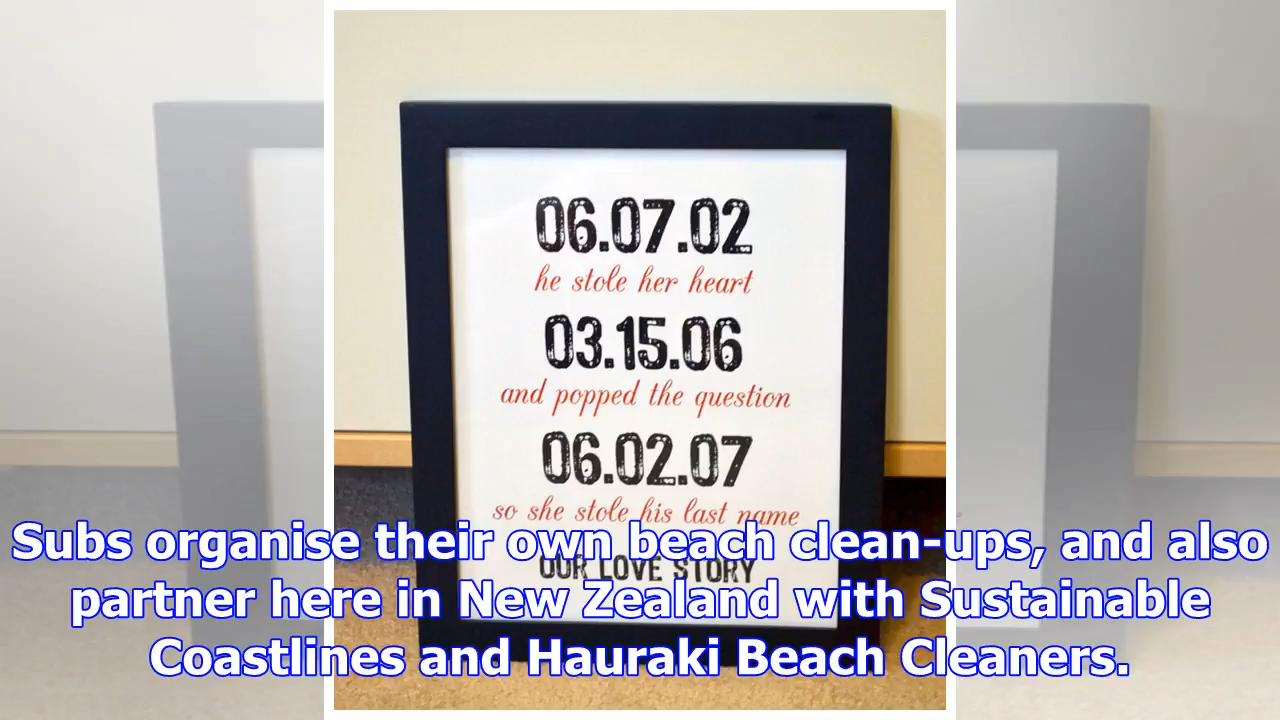 06.07.02
he stole her heart
03.15.06
and popped the question
06.02.07
so she stole his last name
OUR LOVE STORY
Subs organise their own beach clean-ups, and also
partner here in New Zealand with Sustainable
Coastlines and Hauraki Beach Cleaners.